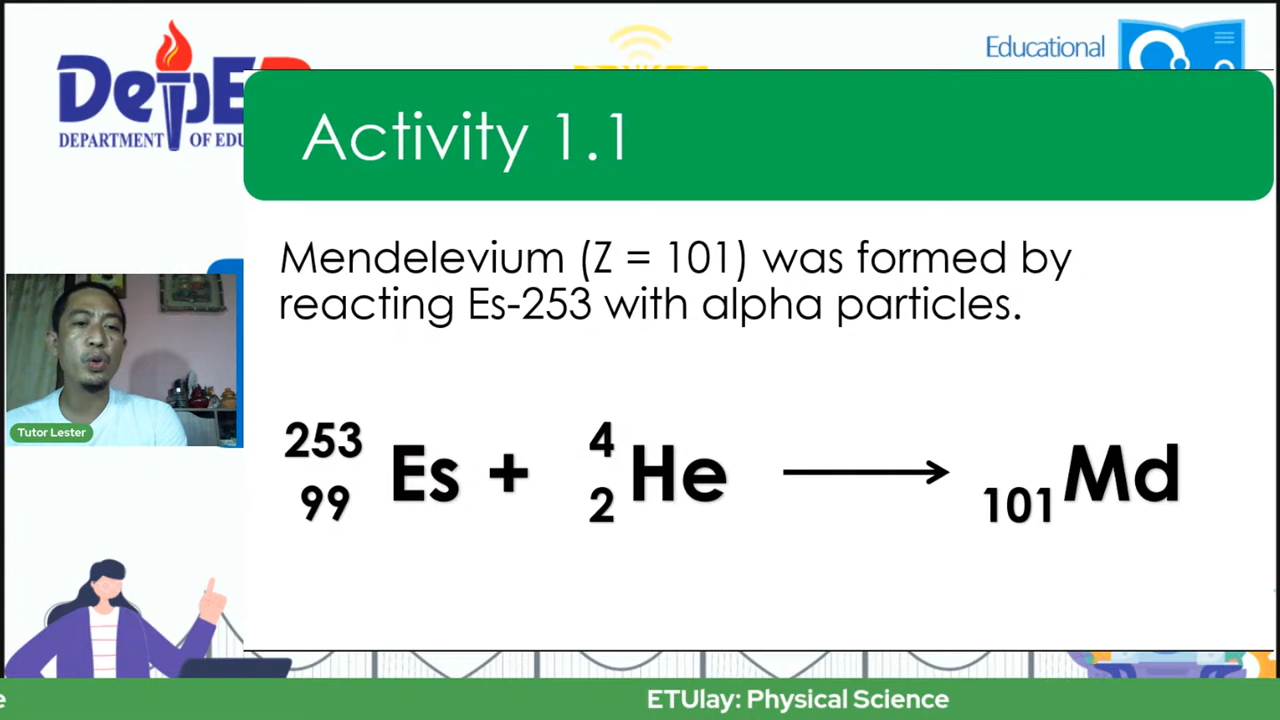 DepED
DEPARTMENT OF EDU
Educational
Activity 1.1
Mendelevium (Z = 101) was formed by
reacting Es-253 with alpha particles.
253 4
Es + He Md
99 2 101
Tutor Lester
e ETUlay: Physical Science